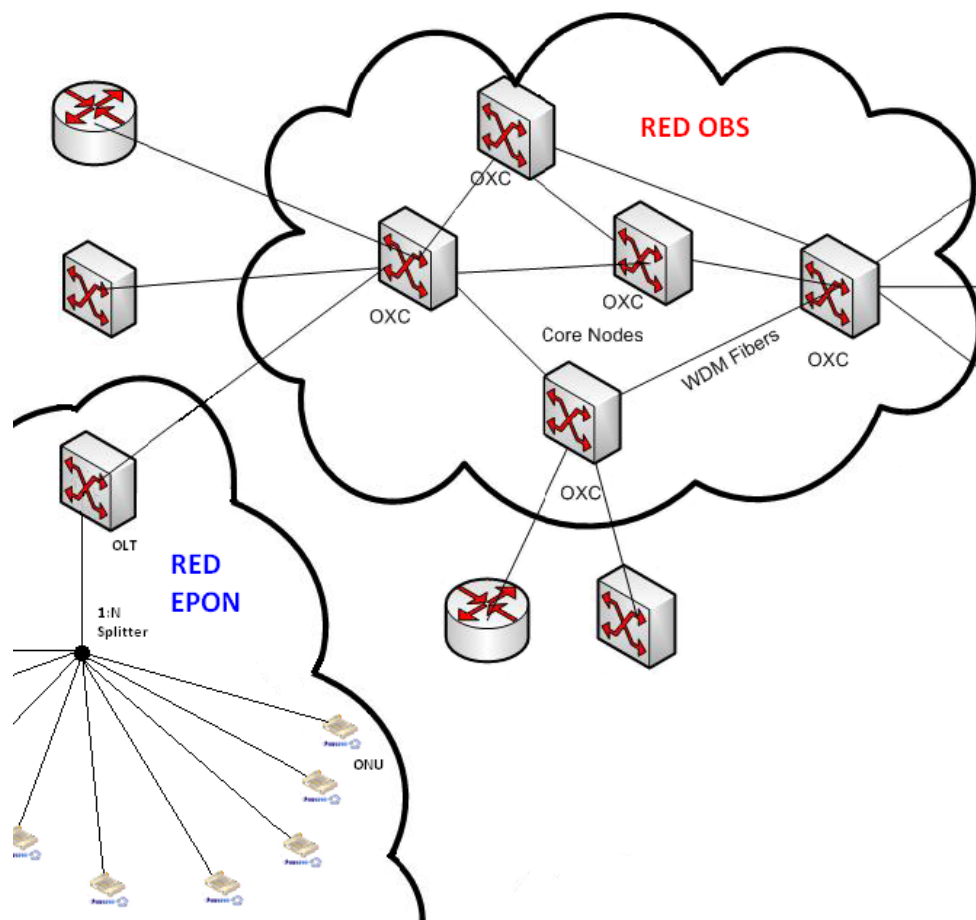 RED OBS
OXC
OXC
OXC
Core Nodes
WDM Fibers
OXC
OXC
OLT
RED
EPON
1:N
Splitter
ONU